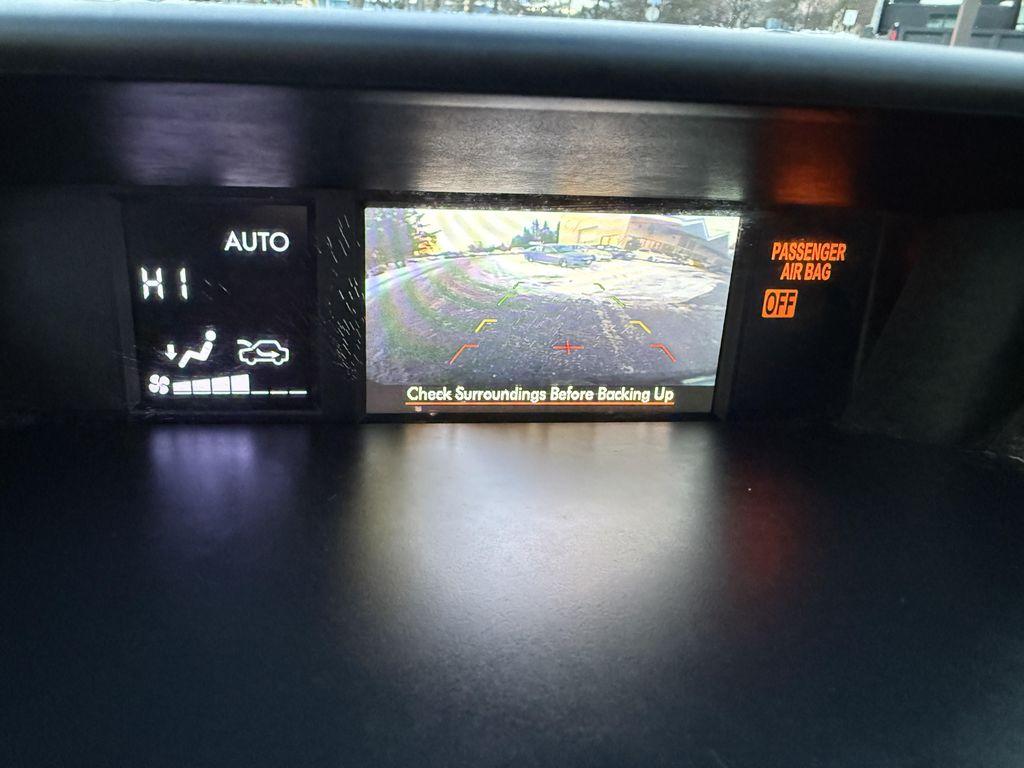 AUTO
HI
Check Surroundings Before Backing Up
PASSENGER
AIR BAG
OFF